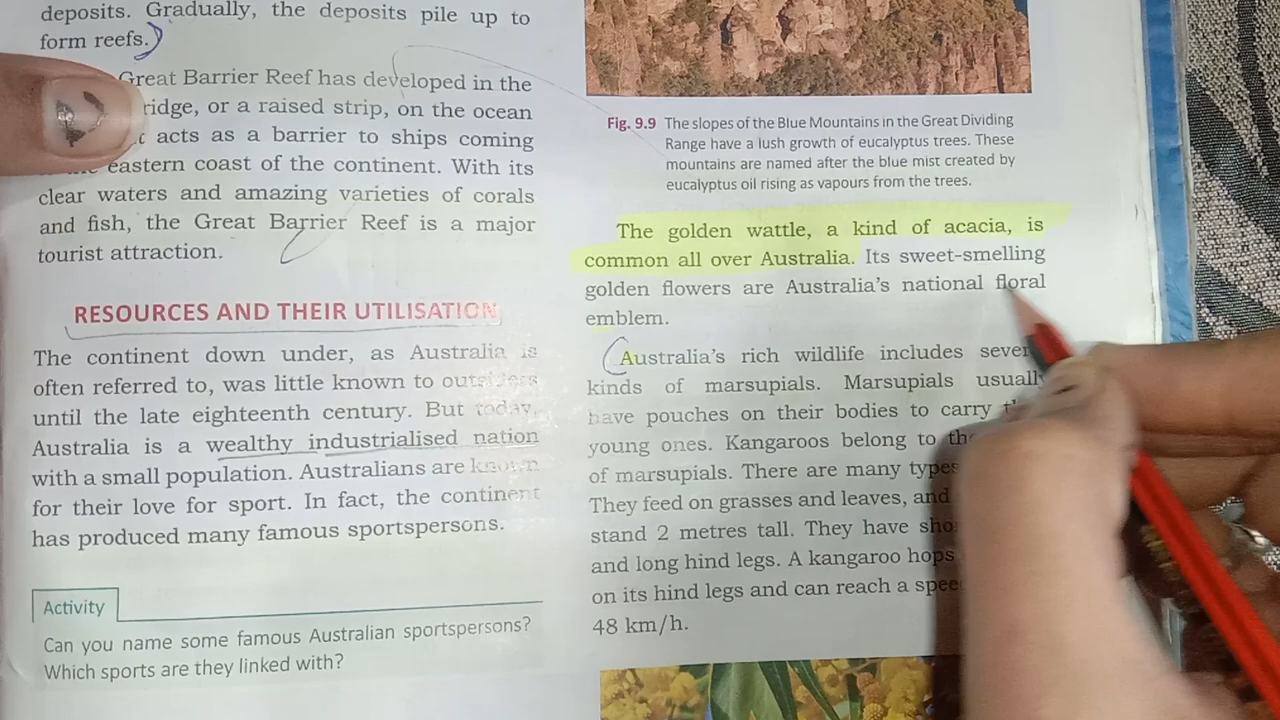 deposits. Gradually, the deposits pile up to
form reefs.
Great Barrier Reef has developed in the
ridge, or a raised strip, on the ocean
acts as a barrier to ships coming
eastern coast of the continent. With its
clear waters and amazing varieties of corals
and fish, the Great Barrier Reef is a major
tourist attraction.
RESOURCES AND THEIR UTILISATION
The continent down under, as Australia is
often referred to, was little known to outsiders
until the late eighteenth century. But today,
Australia is a wealthy industrialised nation
with a small population. Australians are known
for their love for sport. In fact, the continent
has produced many famous sportspersons.
Activity
Can you name some famous Australian sportspersons?
Which sports are they linked with?
Fig. 9.9 The slopes of the Blue Mountains in the Great Dividing
Range have a lush growth of eucalyptus trees. These
mountains are named after the blue mist created by
eucalyptus oil rising as vapours from the trees.
The golden wattle, a kind of acacia, is
common all over Australia. Its sweet-smelling
golden flowers are Australia's national floral
emblem.
Australia's rich wildlife includes
kinds of marsupials. Marsupials usually
have pouches on their bodies to carry
young ones. Kangaroos belong to
of marsupials. There are many types
They feed on grasses and leaves, and
stand 2 metres tall. They have
and long hind legs. A kangaroo hops
on its hind legs and can reach a
48 km/h.